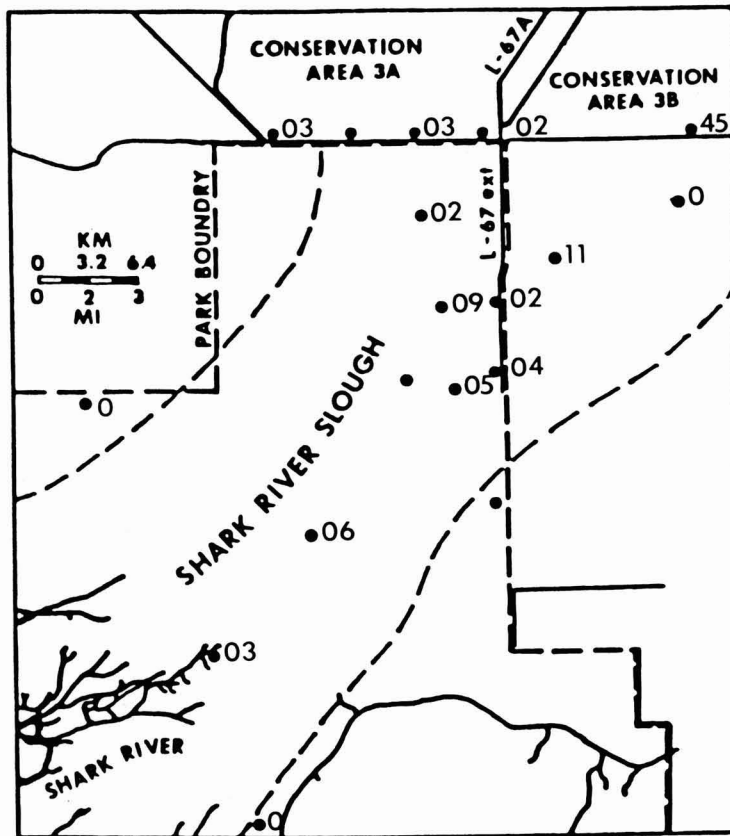 CONSERVATION
AREA 3A
L-67A
CONSERVATION
AREA 3B
03
03
02
45
02
0
L-67 ext
11
KM
0 3.2 6.4
0 2 3
MI
PARK BOUNDRY
09
02
04
05
0
SHARK RIVER SLOUGH
06
03
SHARK RIVER
0